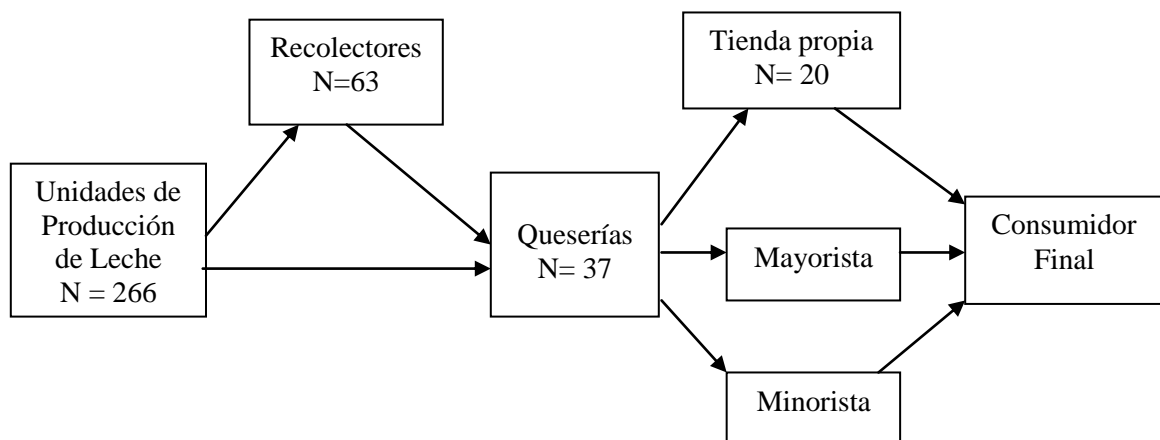 Recolectores
N=63
Tienda propia
N= 20
Unidades de
Producción
de Leche
N = 266
Queserías
N= 37
Mayorista
Minorista
Consumidor
Final